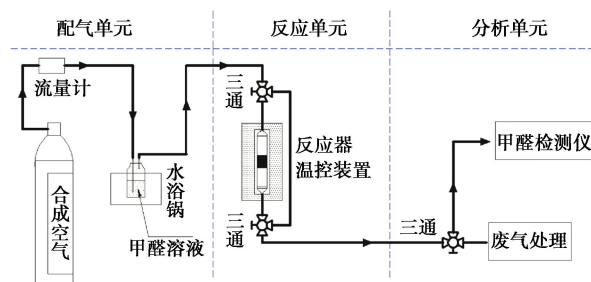 配气单元
反应单元
分析单元
流量计
三通
合成空气
水浴锅
甲醛溶液
反应器
温控装置
三通
三通
甲醛检测仪
废气处理